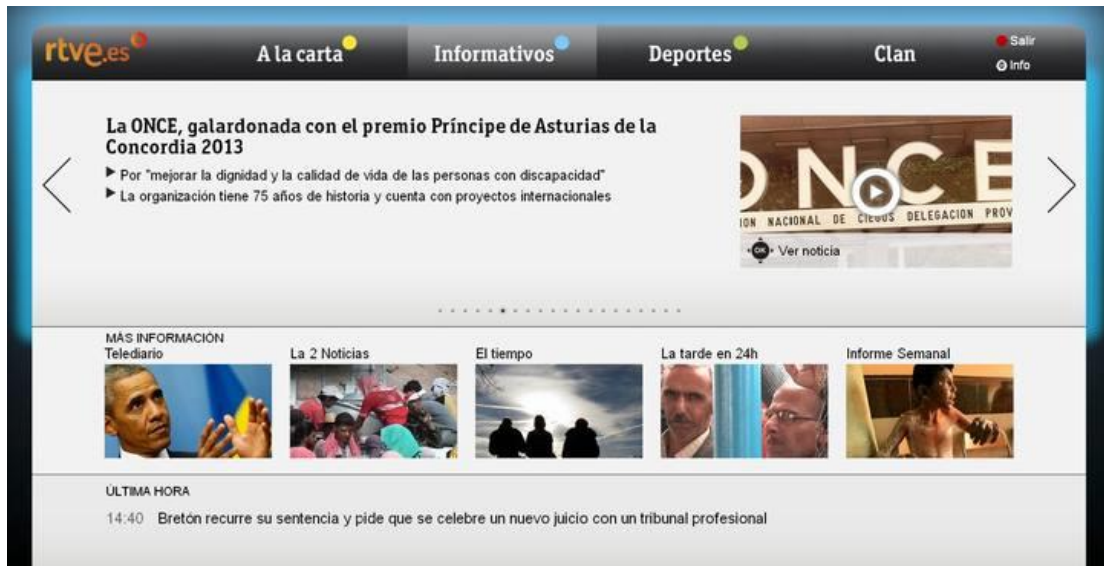 rtve.es
A la carta
Informativos
Deportes
Clan
Salir
Info
La ONCE, galardonada con el premio Príncipe de Asturias de la
Concordia 2013
Por "mejorar la dignidad y la calidad de vida de las personas con discapacidad"
La organización tiene 75 años de historia y cuenta con proyectos internacionales
ONCE
ION NACIONAL DE CIEGOS DELEGACION PROV
OK Ver noticia
MÁS INFORMACIÓN
Telediario
La 2 Noticias
El tiempo
La tarde en 24h
Informe Semanal
ÚLTIMA HORA
14:40 Bretón recurre su sentencia y pide que se celebre un nuevo juicio con un tribunal profesional